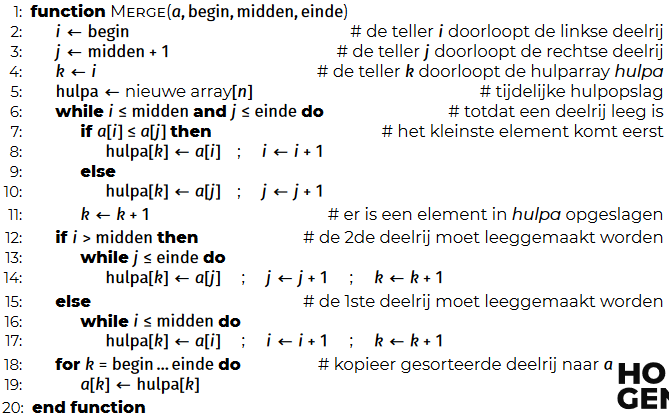 1: function MERGE(a, begin, midden, einde)
2: i ← begin # de teller i doorloopt de linkse deelrij
3: j ← midden + 1 # de teller j doorloopt de rechtse deelrij
4: k ← i # de teller k doorloopt de hulparray hulpa
5: hulpa ← nieuwe array[n] # tijdelijke hulpopslag
6: while i ≤ midden and j ≤ einde do # totdat een deelrij leeg is
7: if a[i] ≤ a[j] then # het kleinste element komt eerst
8: hulpa[k] ← a[i] ; i ← i + 1
9: else
10: hulpa[k] ← a[j] ; j ← j + 1
11: k ← k + 1 # er is een element in hulpa opgeslagen
12: if i > midden then # de 2de deelrij moet leeggemaakt worden
13: while j ≤ einde do
14: hulpa[k] ← a[j] ; j ← j + 1 ; k ← k + 1
15: else # de 1ste deelrij moet leeggemaakt worden
16: while i ≤ midden do
17: hulpa[k] ← a[i] ; i ← i + 1 ; k ← k + 1
18: for k = begin ... einde do # kopieer gesorteerde deelrij naar a
19: a[k] ← hulpa[k]
20: end function
HO
GEN